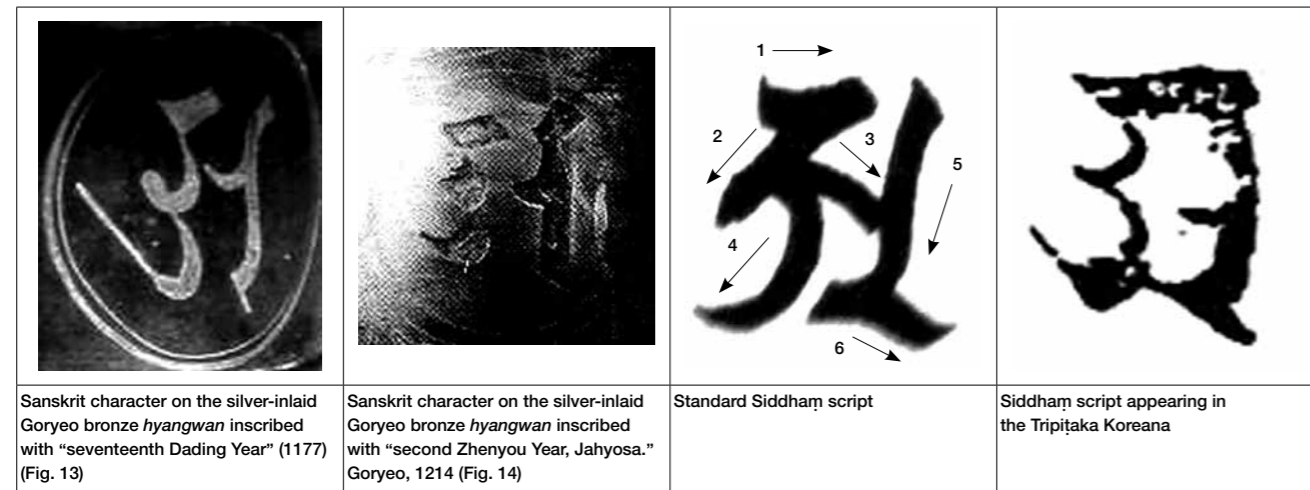 1
2
3
5
4
6
Sanskrit character on the silver-inlaid
Goryeo bronze hyangwan inscribed
with “seventeenth Dading Year” (1177)
(Fig. 13)
Sanskrit character on the silver-inlaid
Goryeo bronze hyangwan inscribed
with “second Zhenyou Year, Jahyosa.”
Goryeo, 1214 (Fig. 14)
Standard Siddhaṃ script
Siddhaṃ script appearing in
the Tripiṭaka Koreana